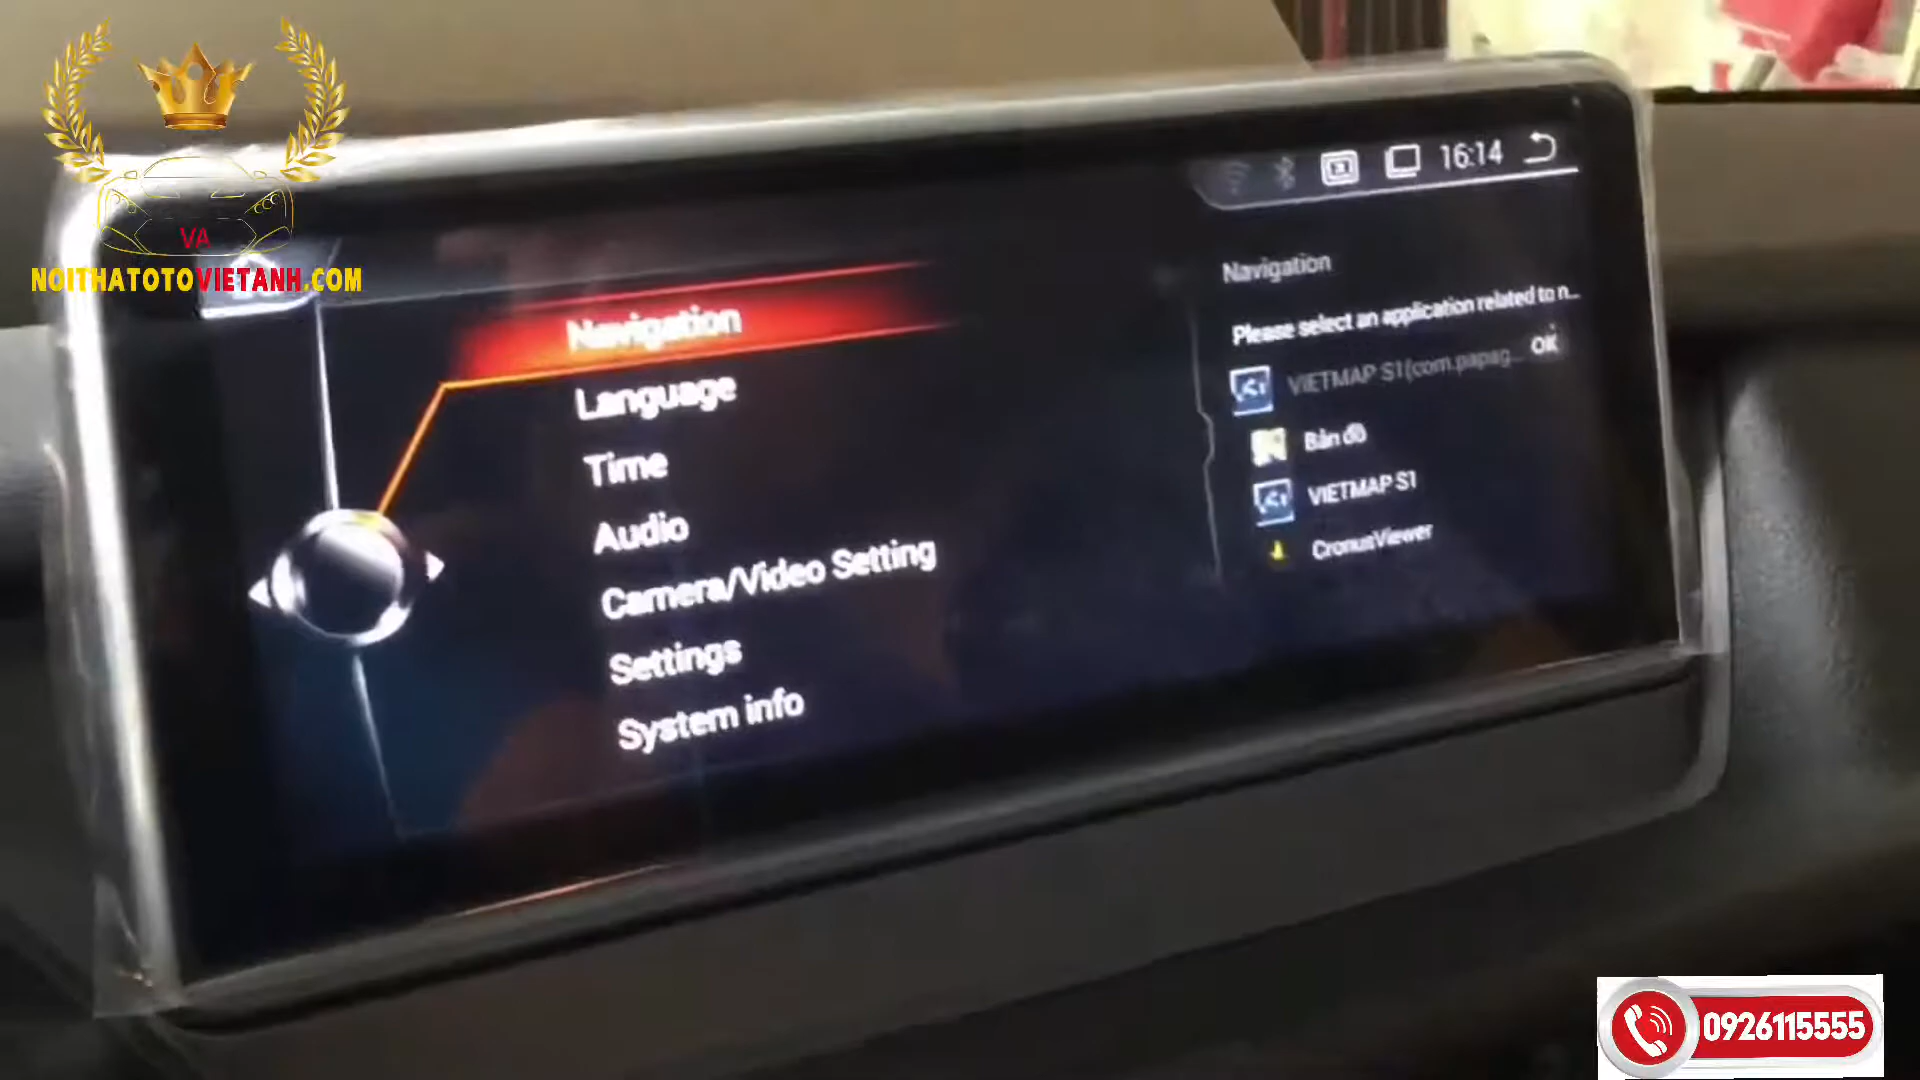 VA
NOITHATOTOVIETANH.COM
16:14
Navigation
Language
Time
Audio
Camera/Video Setting
Settings
System info
Navigation
Please select an application related to n...
VIETMAP S1(com.papag... OK
Bản đồ
VIETMAP S1
CronusViewer
0926115555